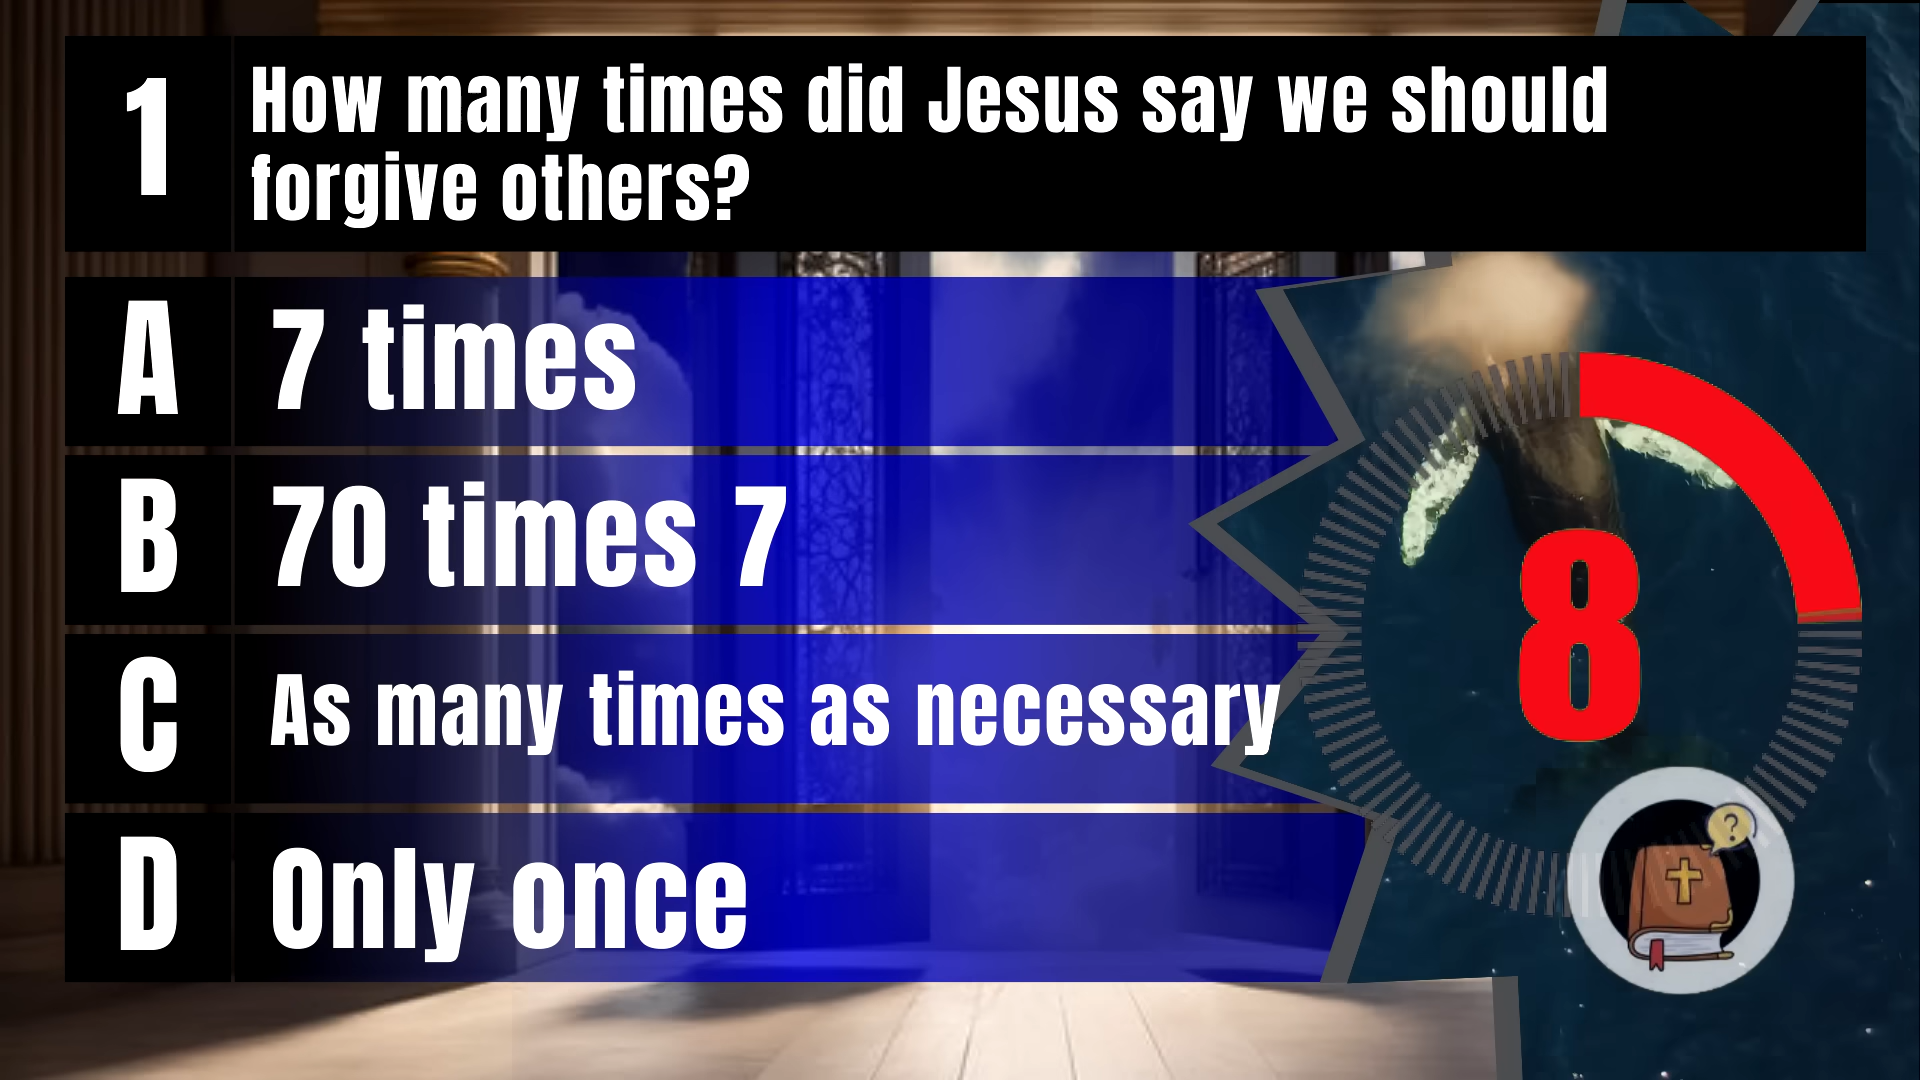 1
How many times did Jesus say we should
forgive others?
A
7 times
B
70 times 7
C
As many times as necessary
D
Only once
8
?